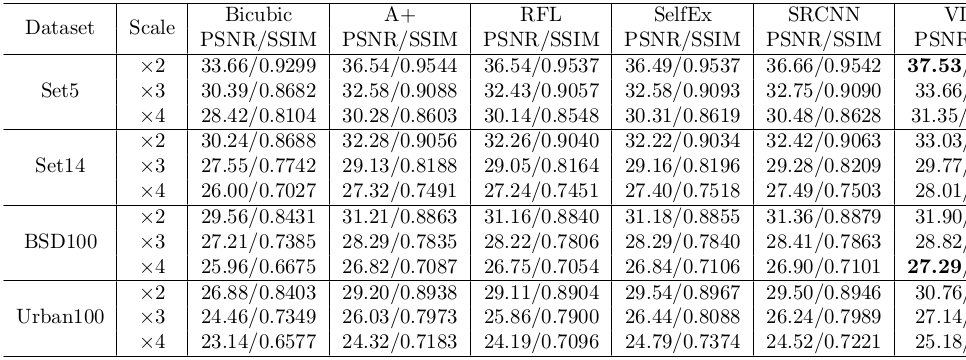 Dataset Scale Bicubic A+ RFL SelfEx SRCNN
PSNR/SSIM PSNR/SSIM PSNR/SSIM PSNR/SSIM PSNR/SSIM PSNR
Set5 ×2 33.66/0.9299 36.54/0.9544 36.54/0.9537 36.49/0.9537 36.66/0.9542 37.53/
×3 30.39/0.8682 32.58/0.9088 32.43/0.9057 32.58/0.9093 32.75/0.9090 33.66/
×4 28.42/0.8104 30.28/0.8603 30.14/0.8548 30.31/0.8619 30.48/0.8628 31.35/
Set14 ×2 30.24/0.8688 32.28/0.9056 32.26/0.9040 32.22/0.9034 32.42/0.9063 33.03/
×3 27.55/0.7742 29.13/0.8188 29.05/0.8164 29.16/0.8196 29.28/0.8209 29.77/
×4 26.00/0.7027 27.32/0.7491 27.24/0.7451 27.40/0.7518 27.49/0.7503 28.01/
BSD100 ×2 29.56/0.8431 31.21/0.8863 31.16/0.8840 31.18/0.8855 31.36/0.8879 31.90/
×3 27.21/0.7385 28.29/0.7835 28.22/0.7806 28.29/0.7840 28.41/0.7863 28.82/
×4 25.96/0.6675 26.82/0.7087 26.75/0.7054 26.84/0.7106 26.90/0.7101 27.29/
Urban100 ×2 26.88/0.8403 29.20/0.8938 29.11/0.8904 29.54/0.8967 29.50/0.8946 30.76/
×3 24.46/0.7349 26.03/0.7973 25.86/0.7900 26.44/0.8088 26.24/0.7989 27.14/
×4 23.14/0.6577 24.32/0.7183 24.19/0.7096 24.79/0.7374 24.52/0.7221 25.18/